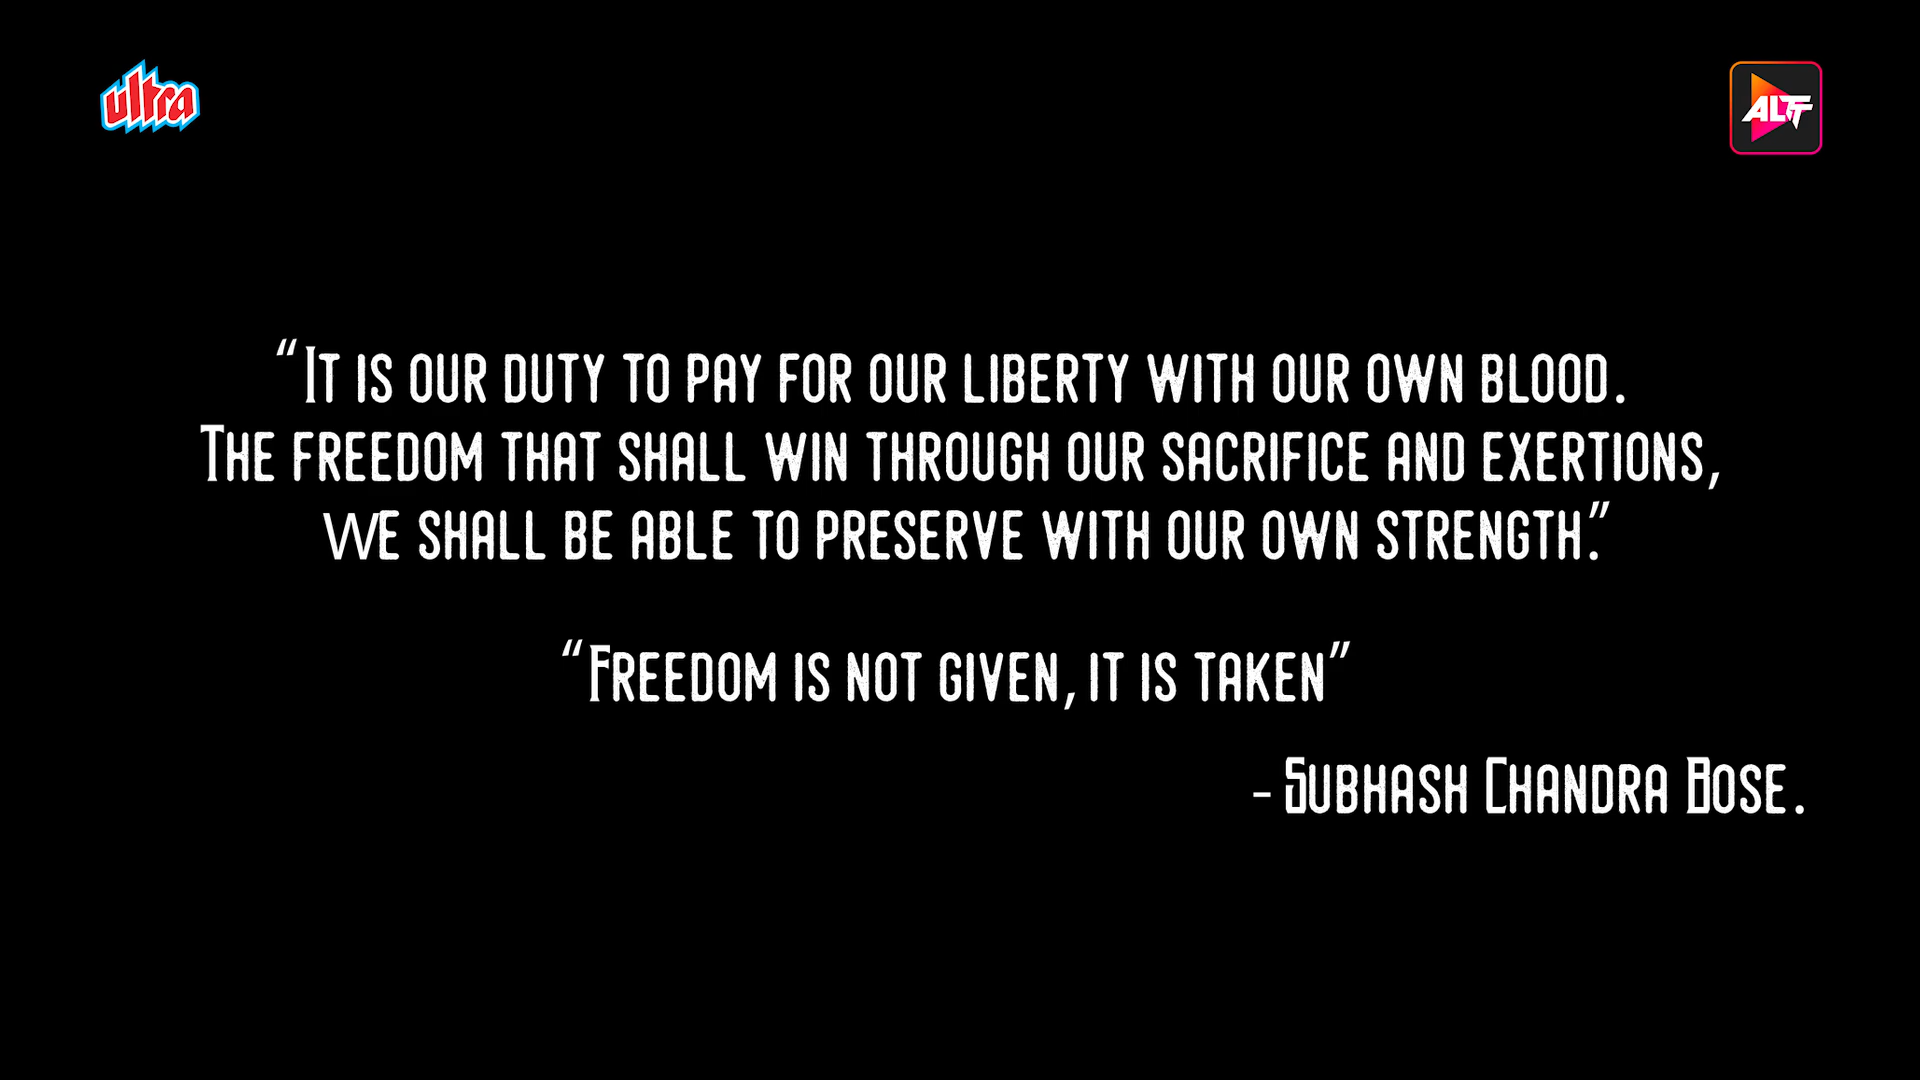 ultra
ALTT
“It is our duty to pay for our liberty with our own blood.
The freedom that shall win through our sacrifice and exertions,
we shall be able to preserve with our own strength.”
“Freedom is not given, it is taken”
- Subhash Chandra Bose.